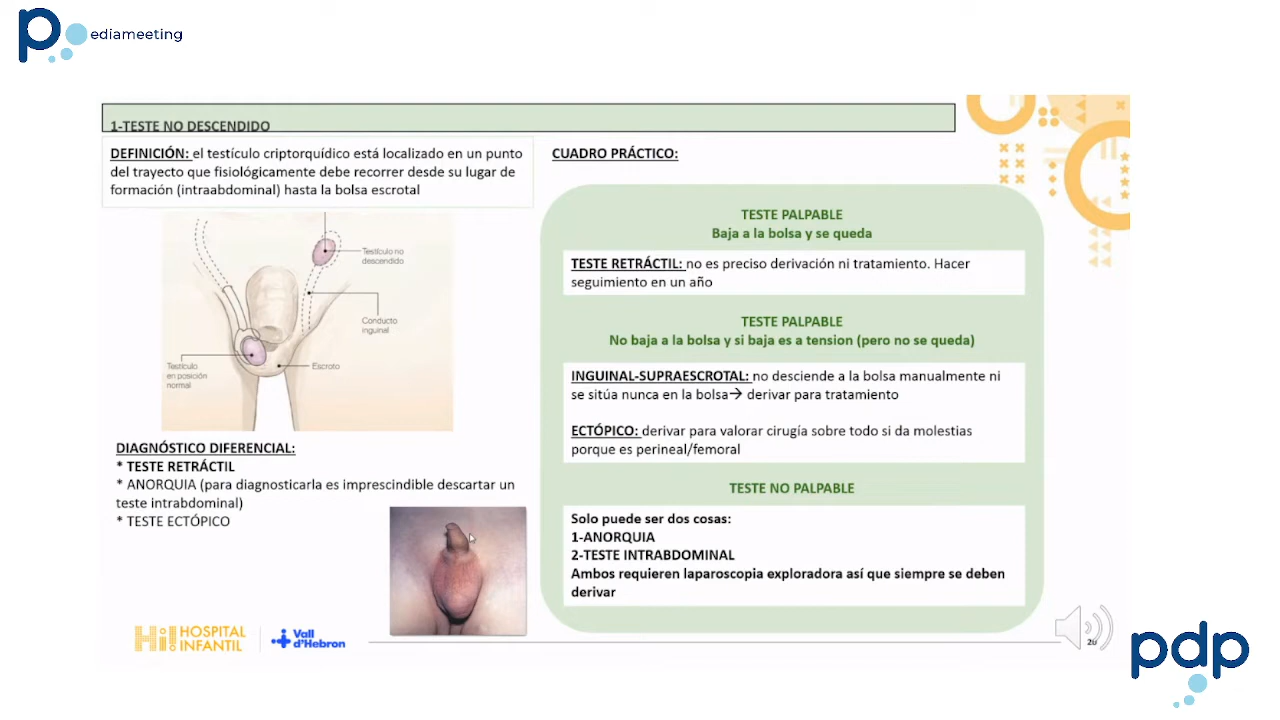 p.
ediameeting
1-TESTE NO DESCENDIDO
DEFINICIÓN: el testículo criptorquídico está localizado en un punto
del trayecto que fisiológicamente debe recorrer desde su lugar de
formación (intraabdominal) hasta la bolsa escrotal
Testículo no
descendido
Conducto
inguinal
Testículo
en posición
normal
Escroto
DIAGNÓSTICO DIFERENCIAL:
* TESTE RETRÁCTIL
* ANORQUIA (para diagnosticarla es imprescindible descartar un
teste intrabdominal)
* TESTE ECTÓPICO
CUADRO PRÁCTICO:
TESTE PALPABLE
Baja a la bolsa y se queda
TESTE RETRÁCTIL: no es preciso derivación ni tratamiento. Hacer
seguimiento en un año
TESTE PALPABLE
No baja a la bolsa y si baja es a tension (pero no se queda)
INGUINAL-SUPRAESCROTAL: no desciende a la bolsa manualmente ni
se sitúa nunca en la bolsa→ derivar para tratamiento
ECTÓPICO: derivar para valorar cirugía sobre todo si da molestias
porque es perineal/femoral
TESTE NO PALPABLE
Solo puede ser dos cosas:
1-ANORQUIA
2-TESTE INTRABDOMINAL
Ambos requieren laparoscopia exploradora así que siempre se deben
derivar
Hi! HOSPITAL
INFANTIL
Vall
d'Hebron
pdp